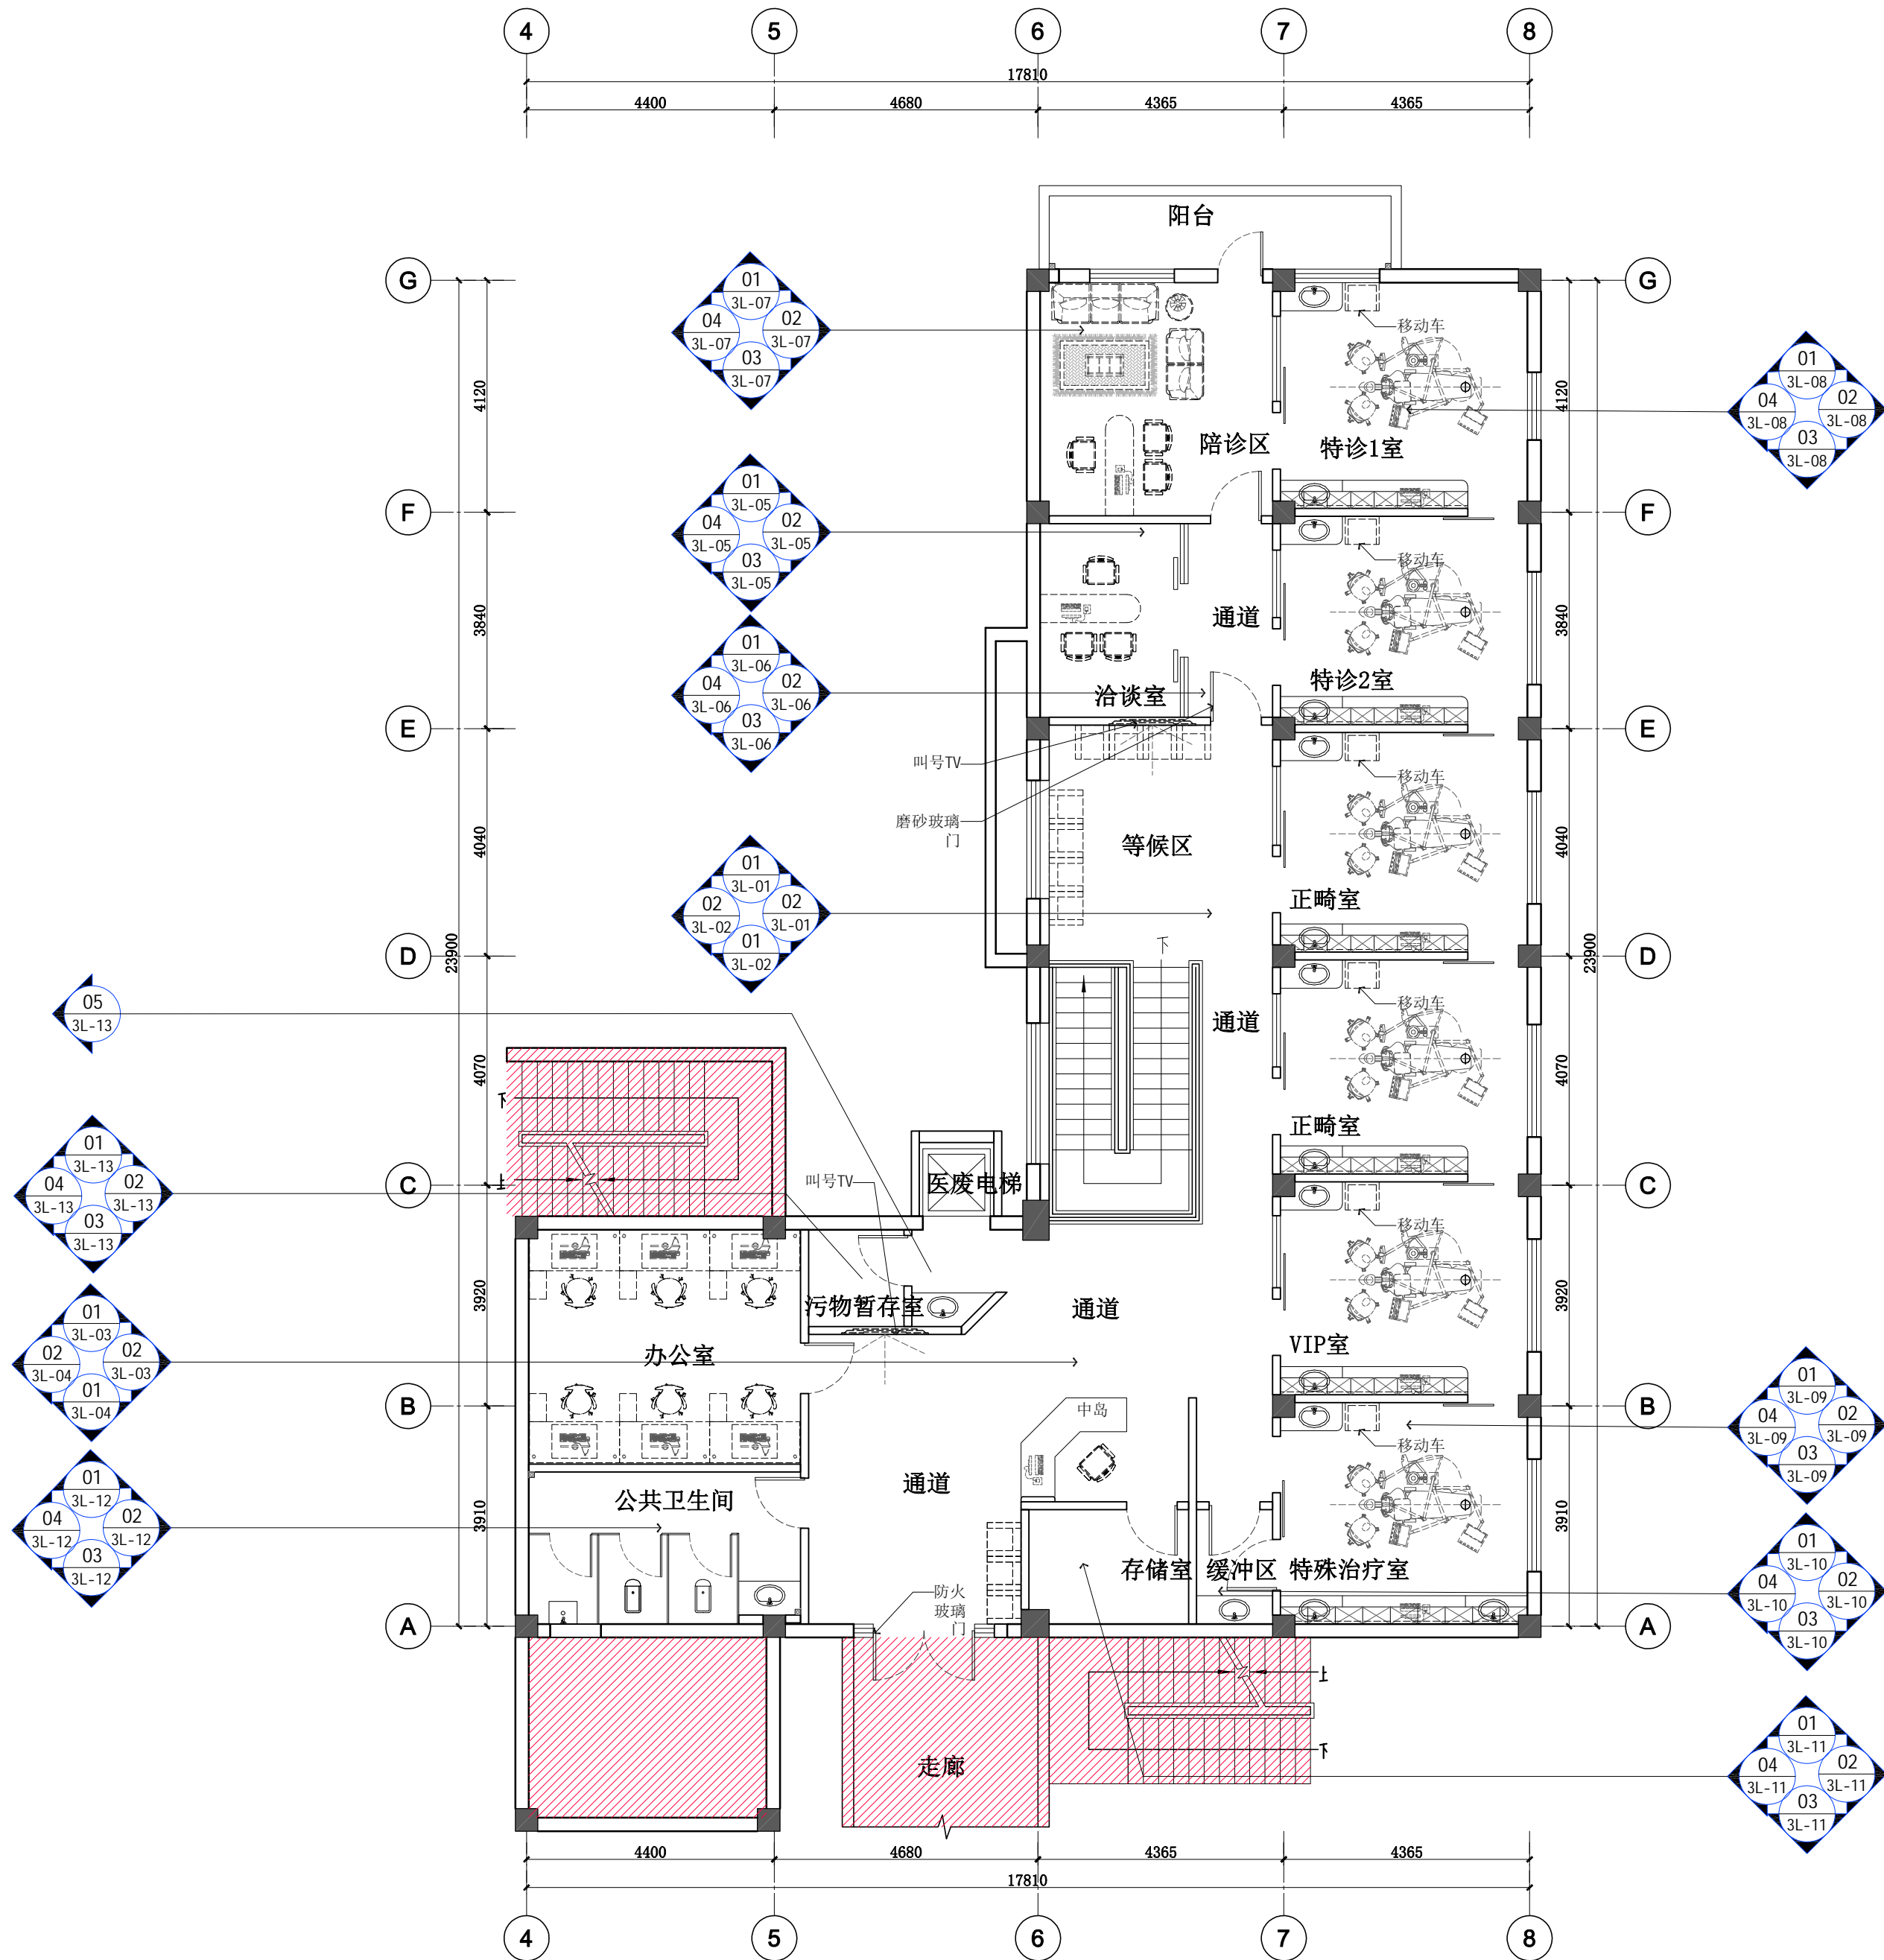 4 5 6 7 8
17810
4400 4680 4365 4365
阳台
G G
01
3L-07
04
3L-07
02
3L-07
03
3L-07
移动车
01
3L-08
04
3L-08
02
3L-08
03
3L-08
4120 4120
陪诊区 特诊1室
F F
01
3L-05
04
3L-05
02
3L-05
03
3L-05
移动车
3840 3840
通道
01
3L-06
04
3L-06
02
3L-06
03
3L-06
洽谈室 特诊2室
E E
叫号TV
移动车
磨砂玻璃
门
4040 4040
等候区
01
3L-01
02
3L-02
02
3L-01
01
3L-02
正畸室
下
D D
23900 23900
05
3L-13
移动车
通道
4070 4070
下
正畸室
01
3L-13
04
3L-13
02
3L-13
03
3L-13
上
C C
叫号TV
医废电梯
移动车
3920 3920
污物暂存室
通道
01
3L-03
02
3L-04
02
3L-03
01
3L-04
办公室
VIP室
B B
中岛
01
3L-09
04
3L-09
02
3L-09
03
3L-09
移动车
通道
公共卫生间
3910 3910
01
3L-12
04
3L-12
02
3L-12
03
3L-12
存储室 缓冲区 特殊治疗室
01
3L-10
04
3L-10
02
3L-10
03
3L-10
防火
玻璃
门
A A
上
下
走廊
01
3L-11
04
3L-11
02
3L-11
03
3L-11
4400 4680 4365 4365
17810
4 5 6 7 8